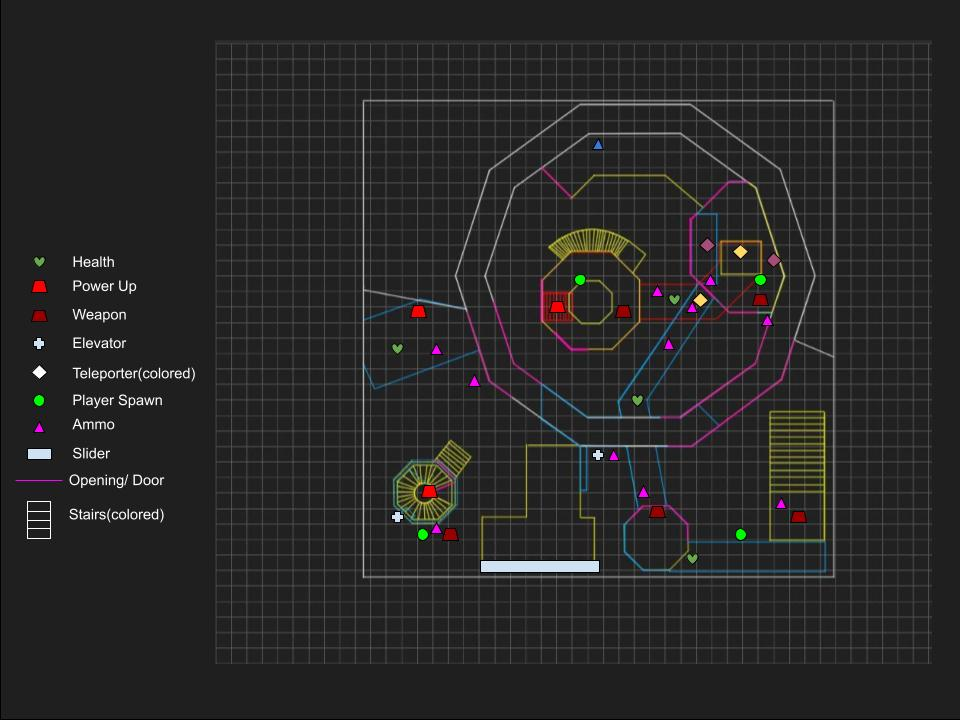 Health
Power Up
Weapon
Elevator
Teleporter(colored)
Player Spawn
Ammo
Slider
Opening/ Door
Stairs(colored)